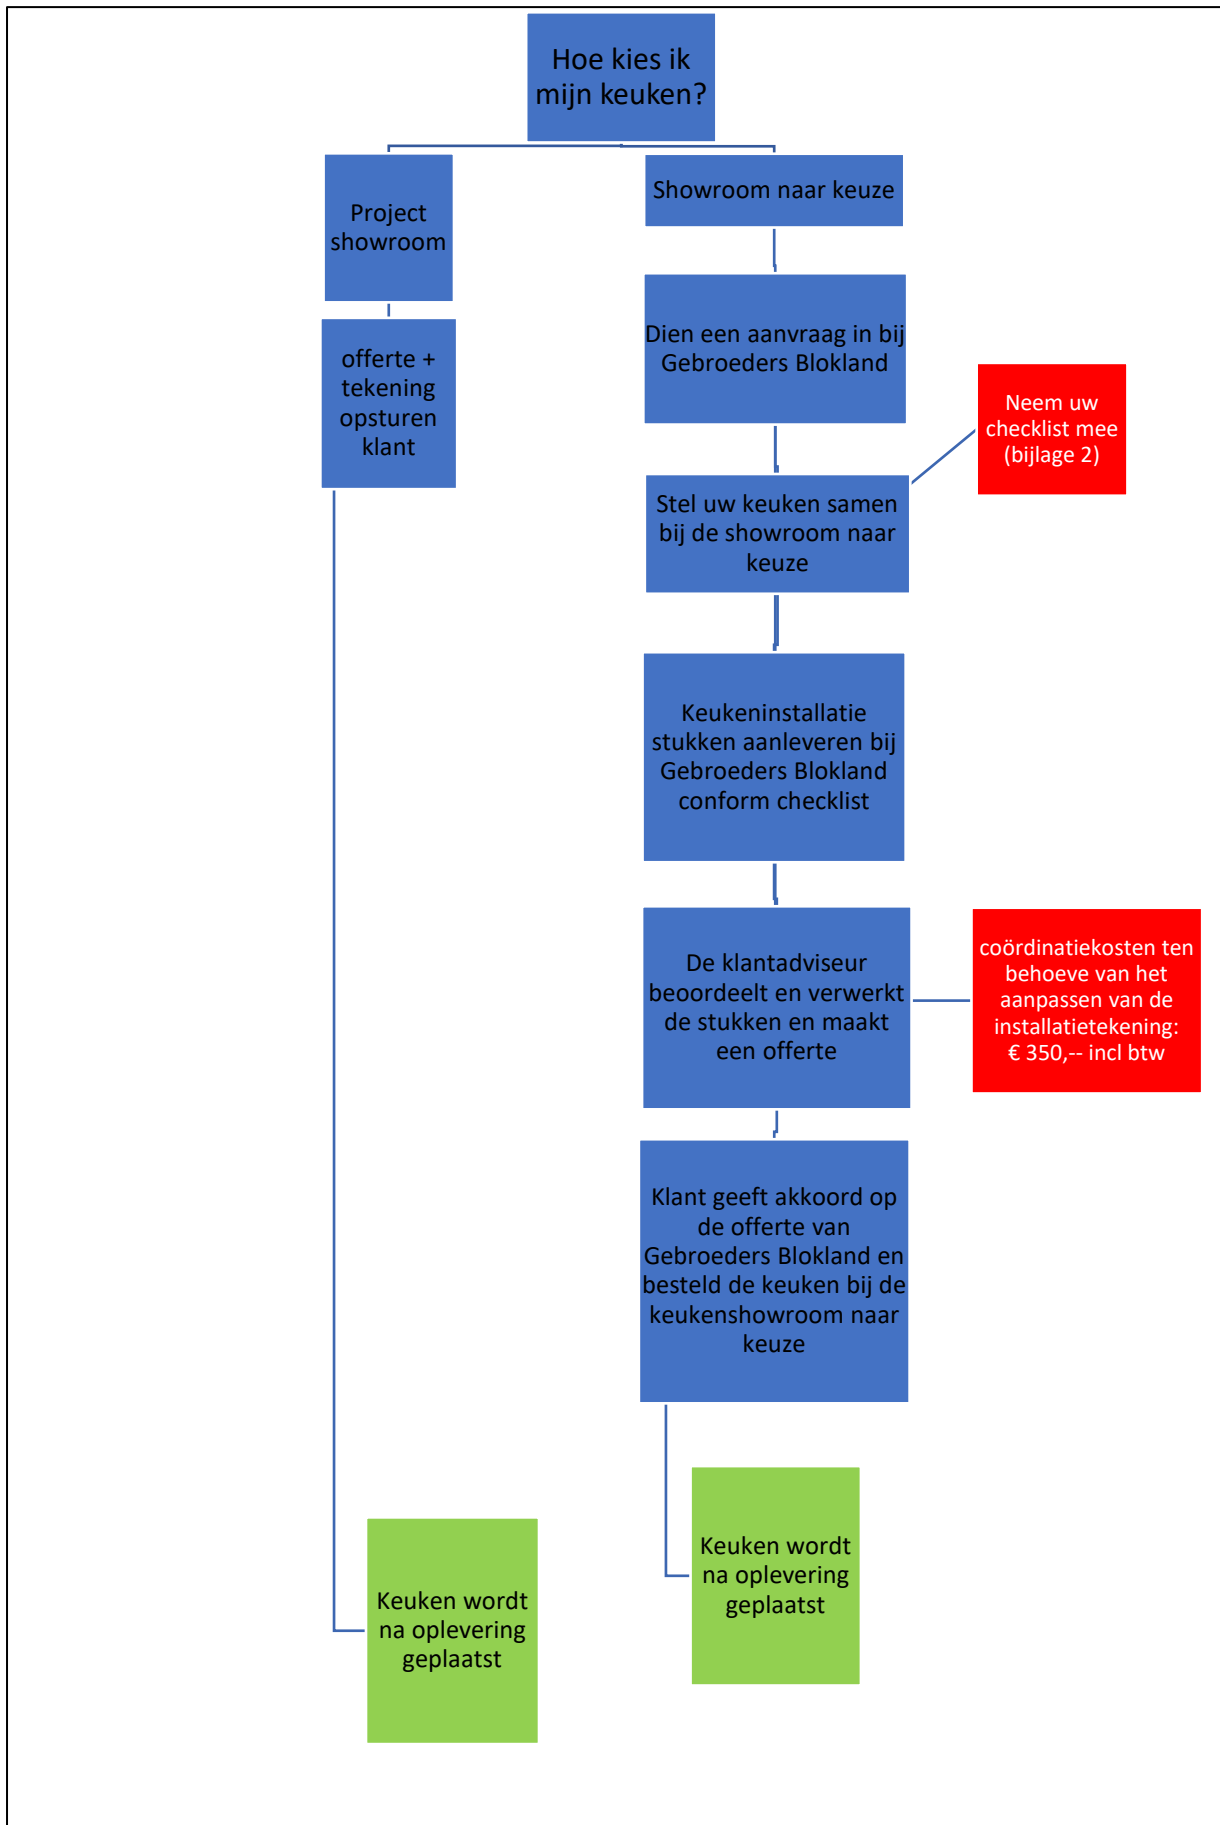 Hoe kies ik
mijn keuken?
Project
showroom
offerte +
tekening
opsturen
klant
Keuken wordt
na oplevering
geplaatst
Showroom naar keuze
Dien een aanvraag in bij
Gebroeders Blokland
Stel uw keuken samen
bij de showroom naar
keuze
Neem uw
checklist mee
(bijlage 2)
Keukeninstallatie
stukken aanleveren bij
Gebroeders Blokland
conform checklist
De klantadviseur
beoordeelt en verwerkt
de stukken en maakt
een offerte
coördinatiekosten ten
behoeve van het
aanpassen van de
installatietekening:
€ 350,-- incl btw
Klant geeft akkoord op
de offerte van
Gebroeders Blokland en
besteld de keuken bij de
keukenshowroom naar
keuze
Keuken wordt
na oplevering
geplaatst